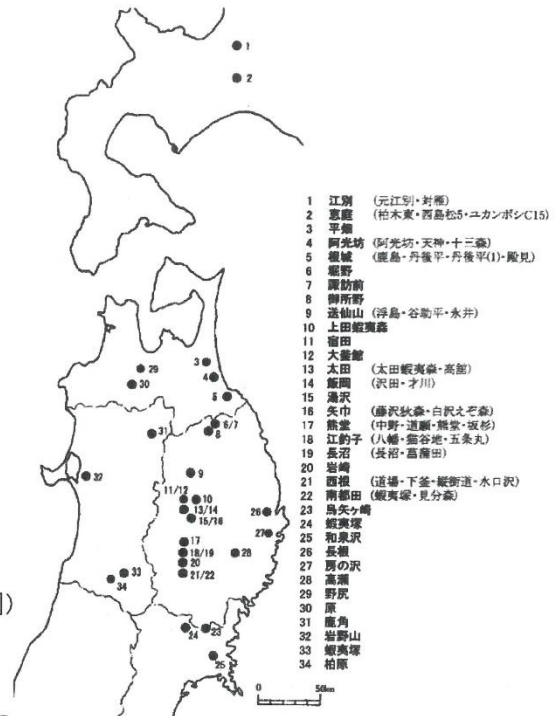 1
2
1 江別 (元江別・対雁)
2 恵庭 (柏木東・西島松5・ユカンボシC15)
3 平畑
4 阿光坊 (阿光坊・天神・十三森)
5 根城 (鹿島・丹後平・丹後平(1)・殿見)
6 堀野
7 諏訪前
8 御所野
9 送仙山 (浮島・谷助平・永井)
10 上田蝦夷森
11 宿田
12 大釜館
13 太田 (太田蝦夷森・高館)
14 飯岡 (沢田・才川)
15 湯沢
16 矢巾 (藤沢狄森・白沢えぞ森)
17 熊堂 (中野・道願・熊堂・坂杉)
18 江釣子 (八幡・猫谷地・五条丸)
19 長沼 (長沼・菖蒲田)
20 岩崎
21 西根 (道場・下釜・縦街道・水口沢)
22 南都田 (蝦夷塚・見分森)
23 鳥矢ヶ崎
24 蝦夷塚
25 和泉沢
26 長根
27 房の沢
28 高瀬
29 野尻
30 原
31 鹿角
32 岩野山
33 蝦夷塚
34 柏原
29
3
30
4
5
6/7
31
8
32
9
11/12
10
13/14
15/16
26
27
17
18/19
28
20
21/22
33
34
24
23
25
0
50km